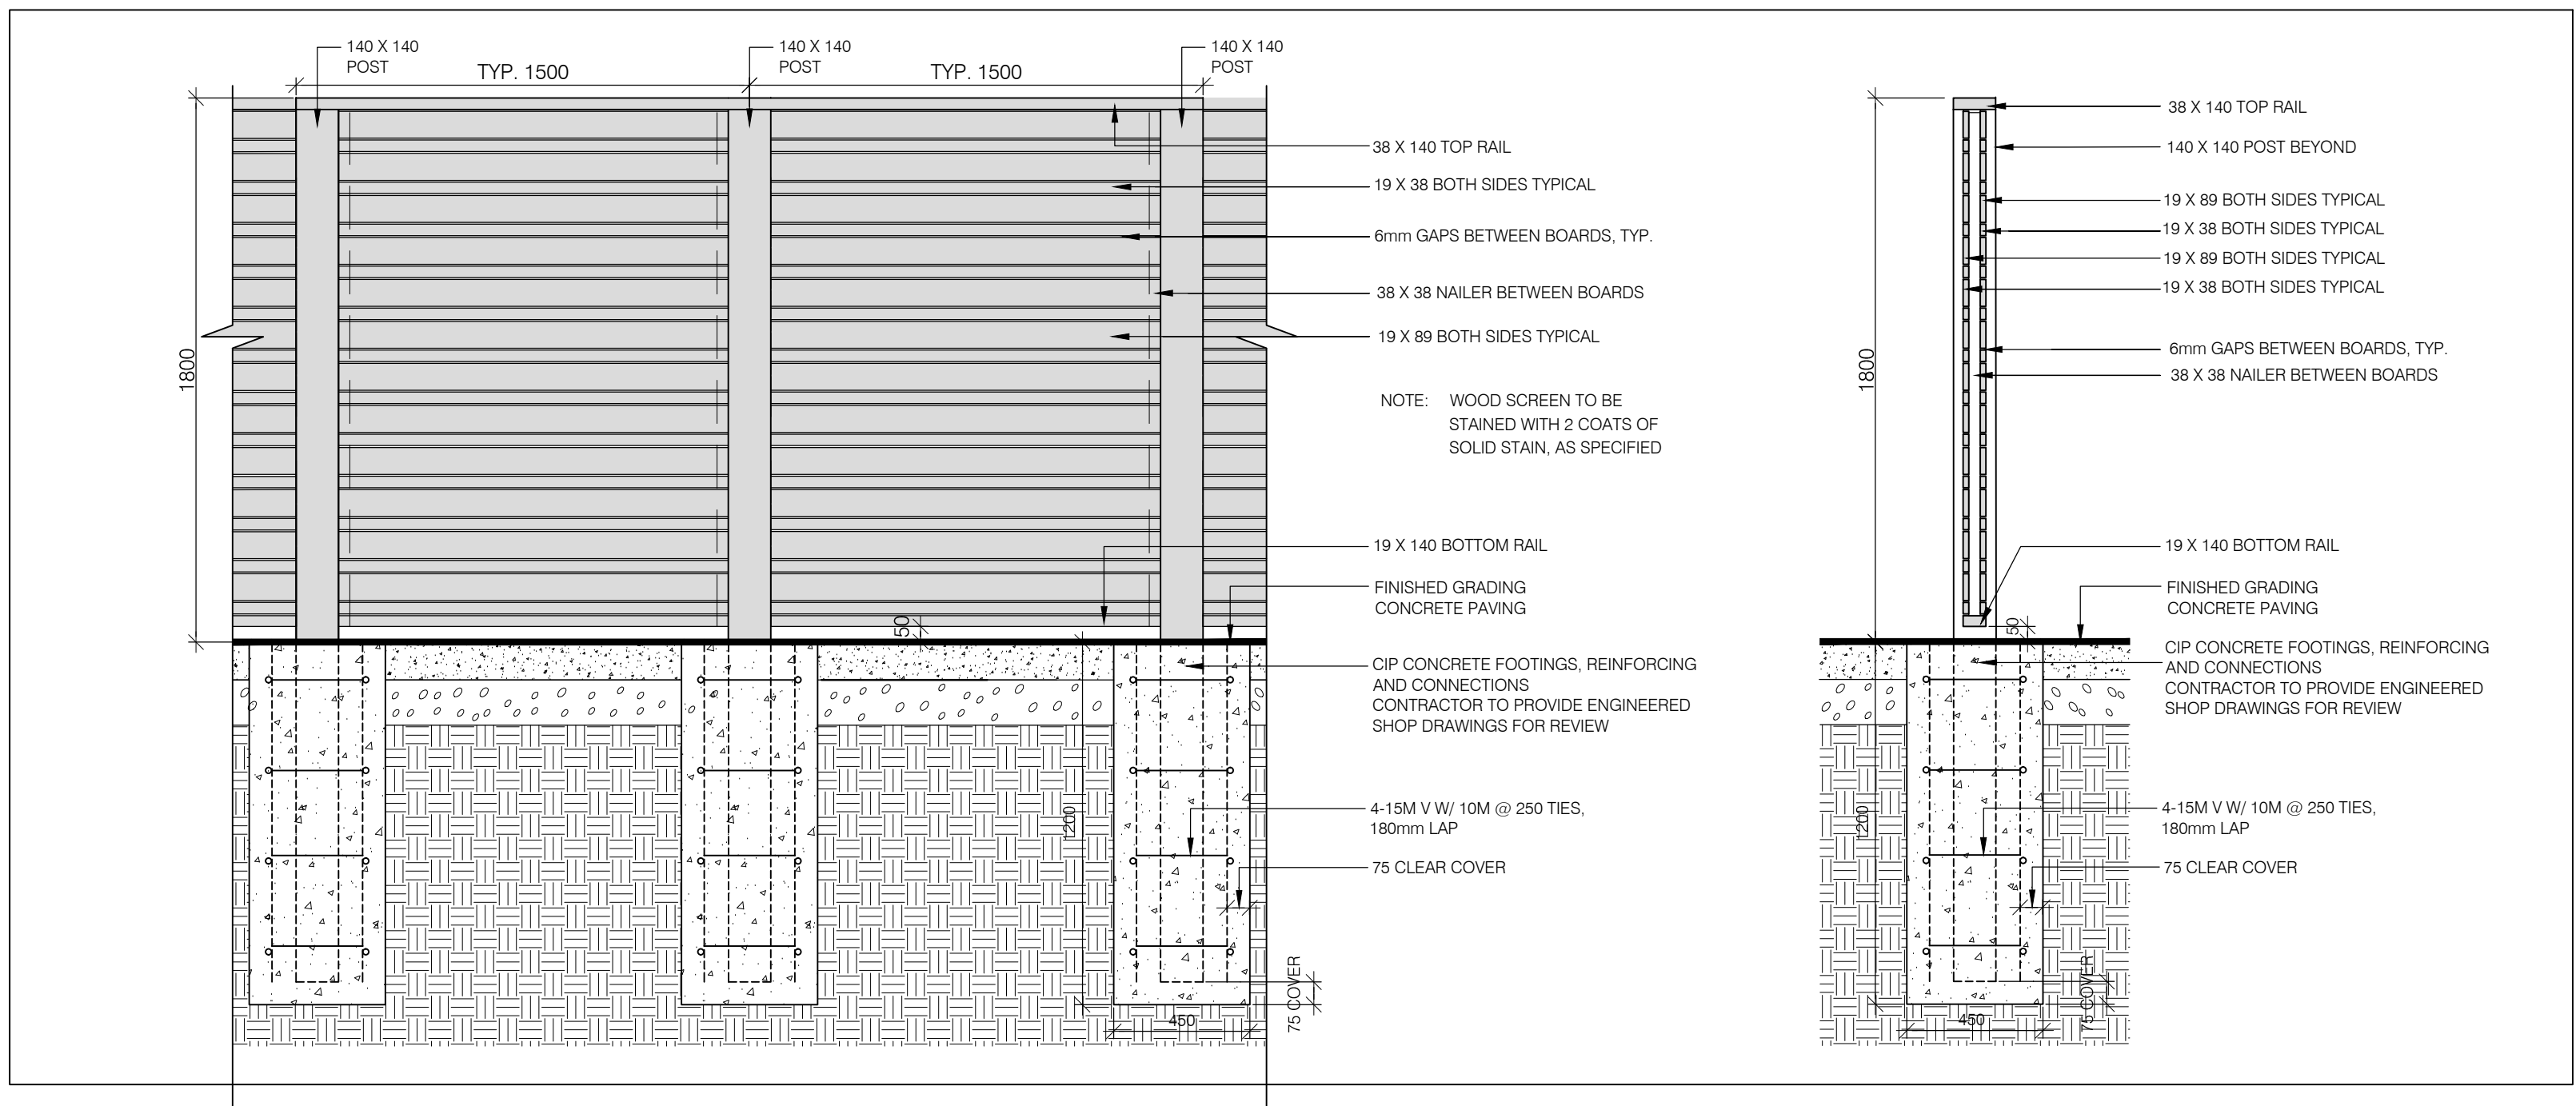 140 X 140
POST
140 X 140
POST
140 X 140
POST
TYP. 1500
TYP. 1500
1800
38 X 140 TOP RAIL
19 X 38 BOTH SIDES TYPICAL
6mm GAPS BETWEEN BOARDS, TYP.
38 X 38 NAILER BETWEEN BOARDS
19 X 89 BOTH SIDES TYPICAL
NOTE: WOOD SCREEN TO BE
STAINED WITH 2 COATS OF
SOLID STAIN, AS SPECIFIED
19 X 140 BOTTOM RAIL
FINISHED GRADING
CONCRETE PAVING
50
CIP CONCRETE FOOTINGS, REINFORCING
AND CONNECTIONS
CONTRACTOR TO PROVIDE ENGINEERED
SHOP DRAWINGS FOR REVIEW
1200
4-15M V W/ 10M @ 250 TIES,
180mm LAP
75 CLEAR COVER
75 COVER
450
38 X 140 TOP RAIL
140 X 140 POST BEYOND
19 X 89 BOTH SIDES TYPICAL
19 X 38 BOTH SIDES TYPICAL
19 X 89 BOTH SIDES TYPICAL
19 X 38 BOTH SIDES TYPICAL
1800
6mm GAPS BETWEEN BOARDS, TYP.
38 X 38 NAILER BETWEEN BOARDS
19 X 140 BOTTOM RAIL
FINISHED GRADING
CONCRETE PAVING
50
CIP CONCRETE FOOTINGS, REINFORCING
AND CONNECTIONS
CONTRACTOR TO PROVIDE ENGINEERED
SHOP DRAWINGS FOR REVIEW
1200
4-15M V W/ 10M @ 250 TIES,
180mm LAP
75 CLEAR COVER
75 COVER
450